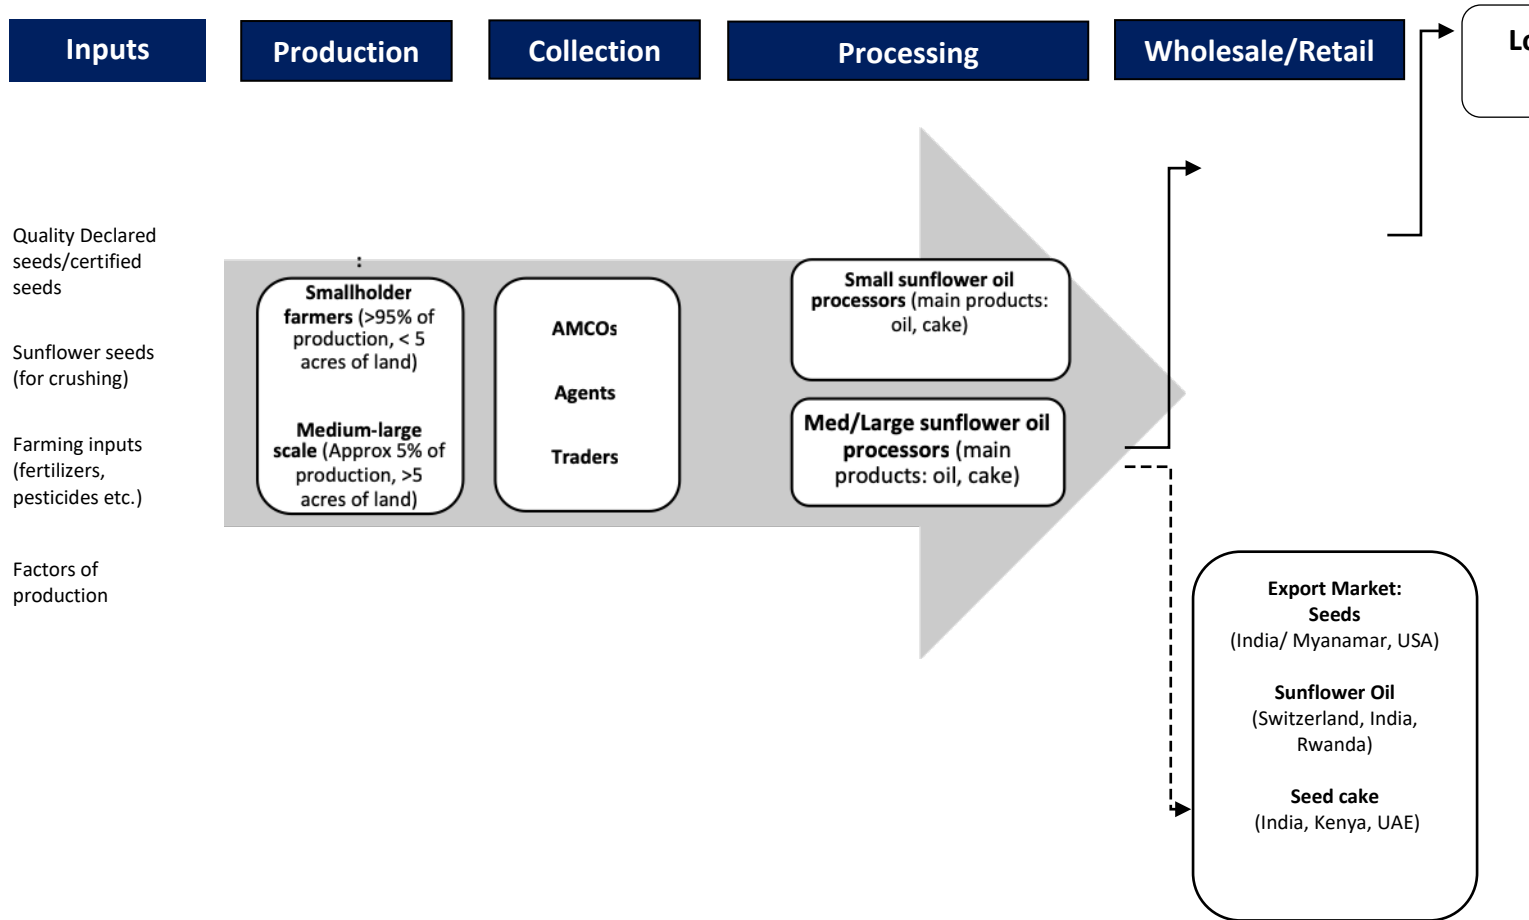 Inputs
Production
Collection
Processing
Wholesale/Retail
Quality Declared
seeds/certified
seeds
Sunflower seeds
(for crushing)
Farming inputs
(fertilizers,
pesticides etc.)
Factors of
production
:
Smallholder
farmers (>95% of
production, < 5
acres of land)
Medium-large
scale (Approx 5% of
production, >5
acres of land)
AMCOs
Agents
Traders
Small sunflower oil
processors (main products:
oil, cake)
Med/Large sunflower oil
processors (main
products: oil, cake)
Export Market:
Seeds
(India/ Myanamar, USA)
Sunflower Oil
(Switzerland, India,
Rwanda)
Seed cake
(India, Kenya, UAE)